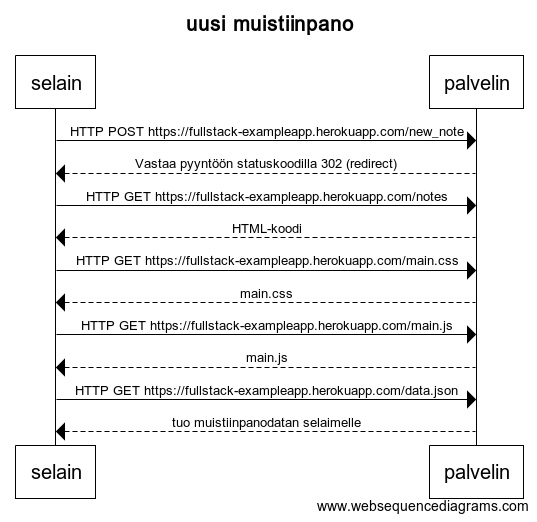 uusi muistiinpano
selain
palvelin
HTTP POST https://fullstack-exampleapp.herokuapp.com/new_note
Vastaa pyyntöön statuskoodilla 302 (redirect)
HTTP GET https://fullstack-exampleapp.herokuapp.com/notes
HTML-koodi
HTTP GET https://fullstack-exampleapp.herokuapp.com/main.css
main.css
HTTP GET https://fullstack-exampleapp.herokuapp.com/main.js
main.js
HTTP GET https://fullstack-exampleapp.herokuapp.com/data.json
tuo muistiinpanodatan selaimelle
selain
palvelin
www.websequencediagrams.com